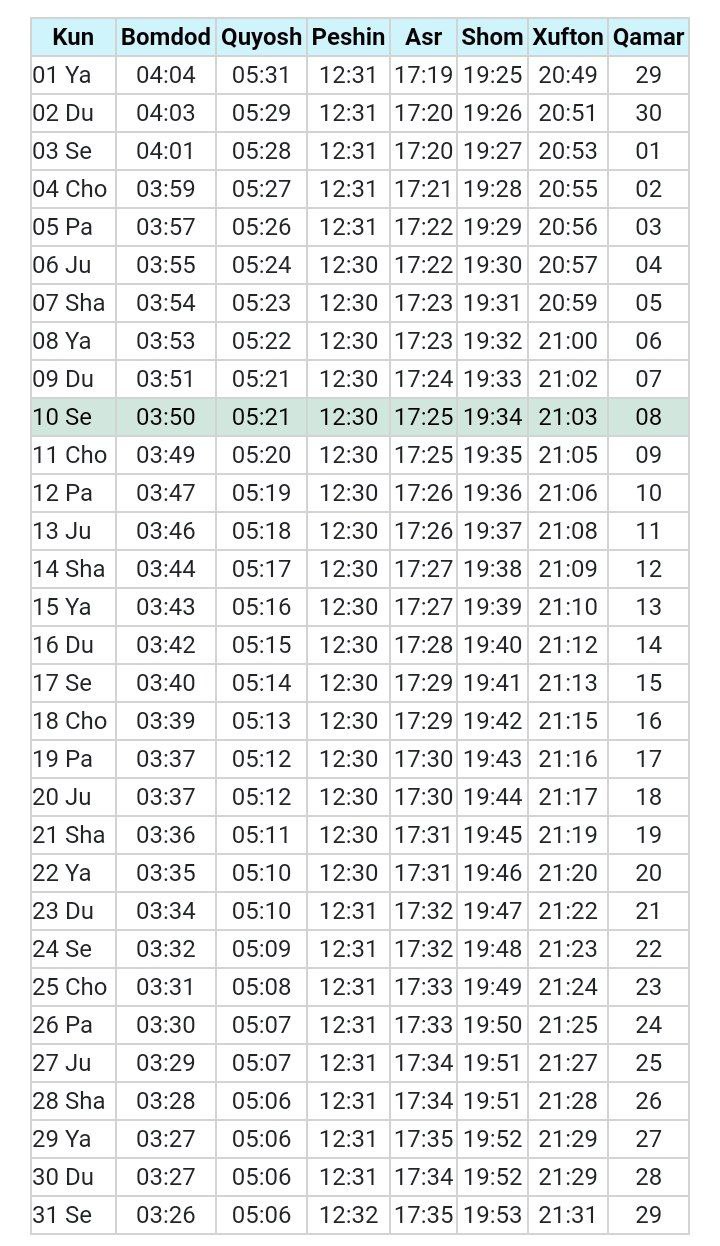 Kun Bomdod Quyosh Peshin Asr Shom Xufton Qamar
01 Ya 04:04 05:31 12:31 17:19 19:25 20:49 29
02 Du 04:03 05:29 12:31 17:20 19:26 20:51 30
03 Se 04:01 05:28 12:31 17:20 19:27 20:53 01
04 Cho 03:59 05:27 12:31 17:21 19:28 20:55 02
05 Pa 03:57 05:26 12:31 17:22 19:29 20:56 03
06 Ju 03:55 05:24 12:30 17:22 19:30 20:57 04
07 Sha 03:54 05:23 12:30 17:23 19:31 20:59 05
08 Ya 03:53 05:22 12:30 17:23 19:32 21:00 06
09 Du 03:51 05:21 12:30 17:24 19:33 21:02 07
10 Se 03:50 05:21 12:30 17:25 19:34 21:03 08
11 Cho 03:49 05:20 12:30 17:25 19:35 21:05 09
12 Pa 03:47 05:19 12:30 17:26 19:36 21:06 10
13 Ju 03:46 05:18 12:30 17:26 19:37 21:08 11
14 Sha 03:44 05:17 12:30 17:27 19:38 21:09 12
15 Ya 03:43 05:16 12:30 17:27 19:39 21:10 13
16 Du 03:42 05:15 12:30 17:28 19:40 21:12 14
17 Se 03:40 05:14 12:30 17:29 19:41 21:13 15
18 Cho 03:39 05:13 12:30 17:29 19:42 21:15 16
19 Pa 03:37 05:12 12:30 17:30 19:43 21:16 17
20 Ju 03:37 05:12 12:30 17:30 19:44 21:17 18
21 Sha 03:36 05:11 12:30 17:31 19:45 21:19 19
22 Ya 03:35 05:10 12:30 17:31 19:46 21:20 20
23 Du 03:34 05:10 12:31 17:32 19:47 21:22 21
24 Se 03:32 05:09 12:31 17:32 19:48 21:23 22
25 Cho 03:31 05:08 12:31 17:33 19:49 21:24 23
26 Pa 03:30 05:07 12:31 17:33 19:50 21:25 24
27 Ju 03:29 05:07 12:31 17:34 19:51 21:27 25
28 Sha 03:28 05:06 12:31 17:34 19:51 21:28 26
29 Ya 03:27 05:06 12:31 17:35 19:52 21:29 27
30 Du 03:27 05:06 12:31 17:34 19:52 21:29 28
31 Se 03:26 05:06 12:32 17:35 19:53 21:31 29